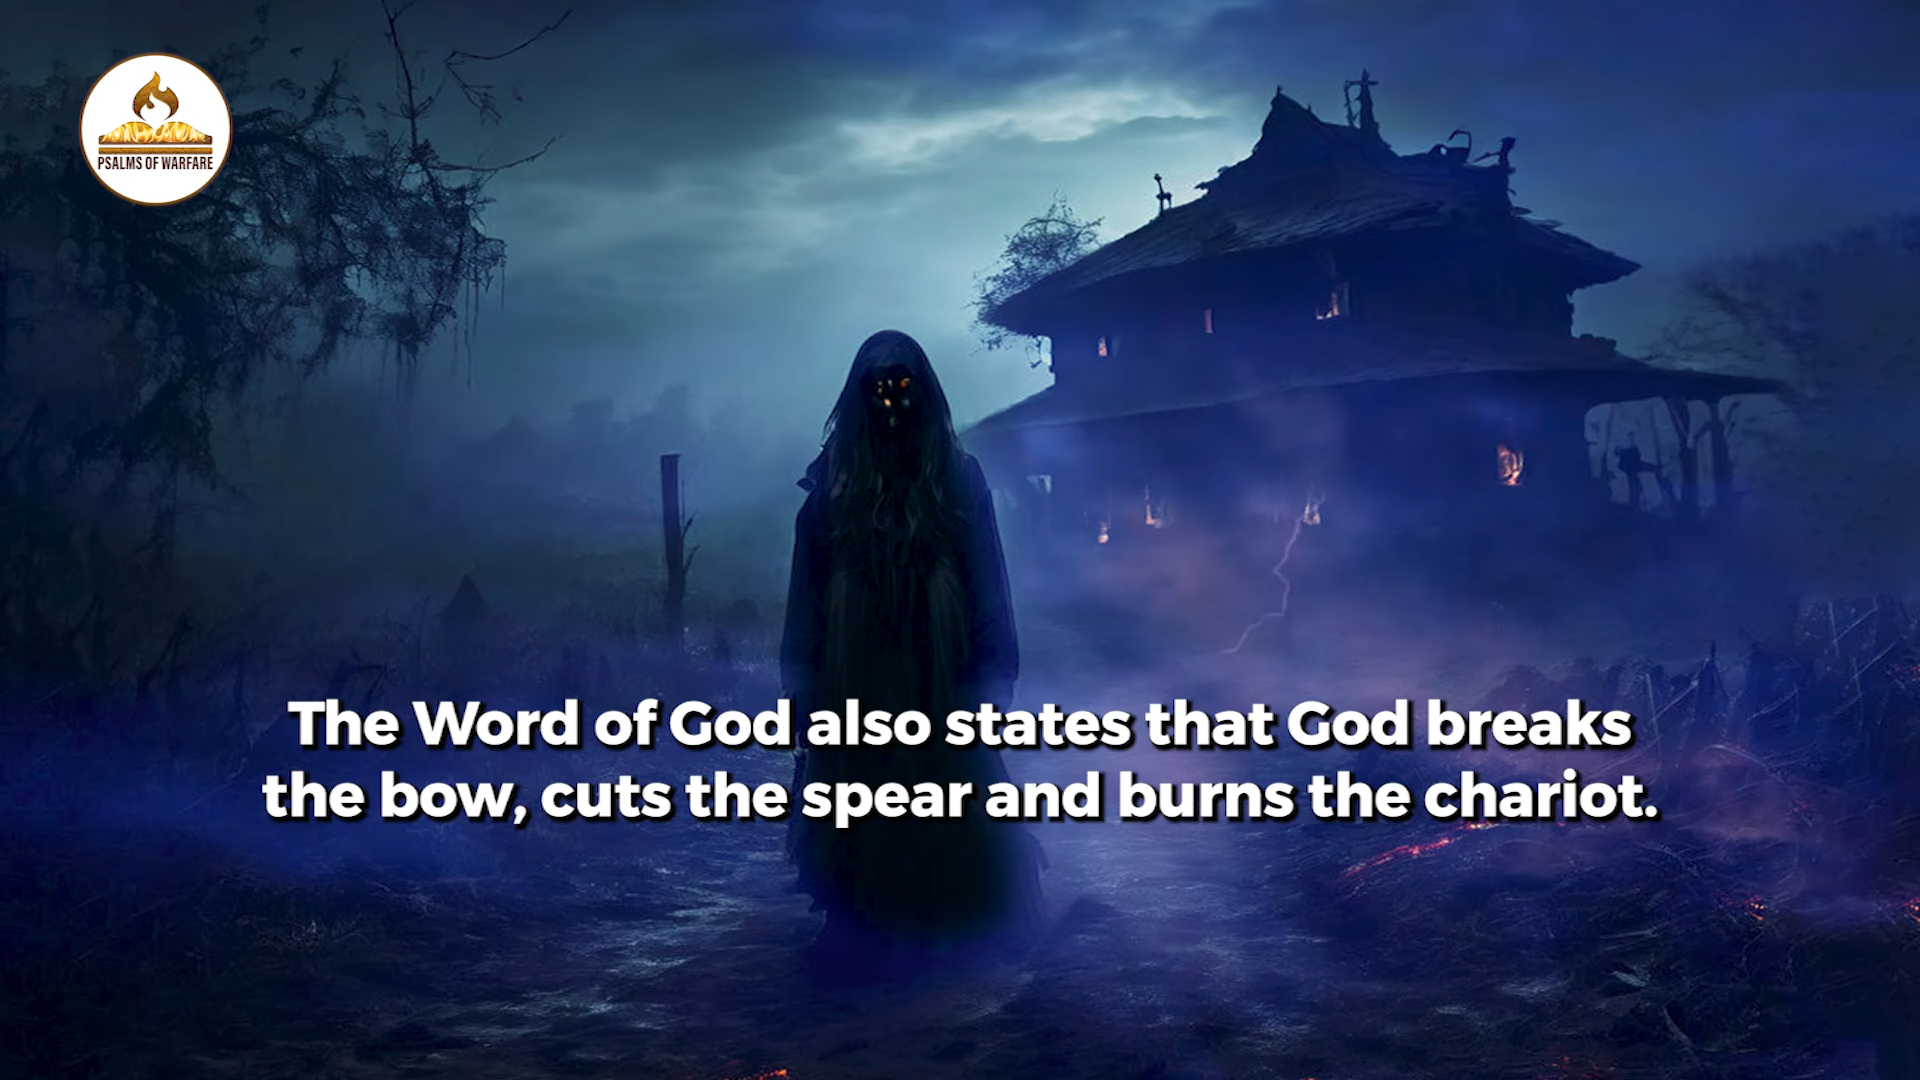 PSALMS OF WARFARE
The Word of God also states that God breaks
the bow, cuts the spear and burns the chariot.